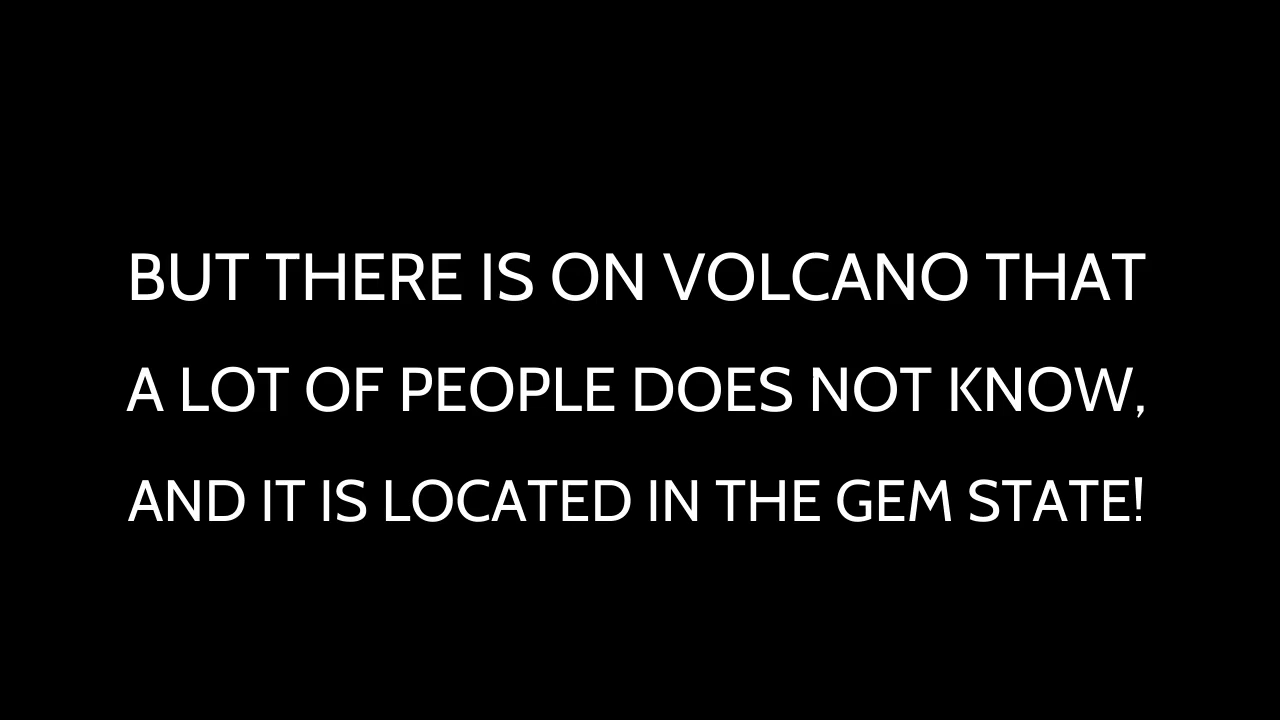 BUT THERE IS ON VOLCANO THAT
A LOT OF PEOPLE DOES NOT KNOW,
AND IT IS LOCATED IN THE GEM STATE!